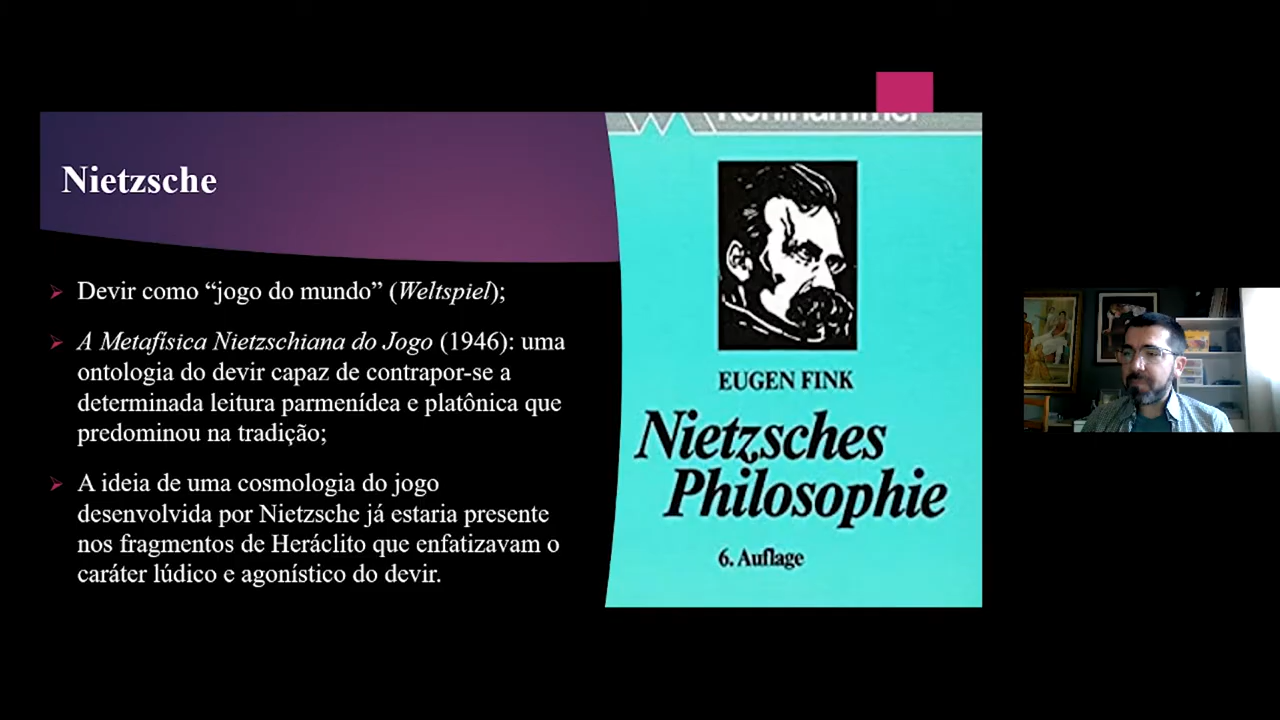 Nietzsche
Devir como “jogo do mundo” (Weltspiel);
A Metafísica Nietzschiana do Jogo (1946): uma
ontologia do devir capaz de contrapor-se a
determinada leitura parmenídea e platônica que
predominou na tradição;
A ideia de uma cosmologia do jogo
desenvolvida por Nietzsche já estaria presente
nos fragmentos de Heráclito que enfatizavam o
caráter lúdico e agonístico do devir.
EUGEN FINK
Nietzsches
Philosophie
6. Auflage